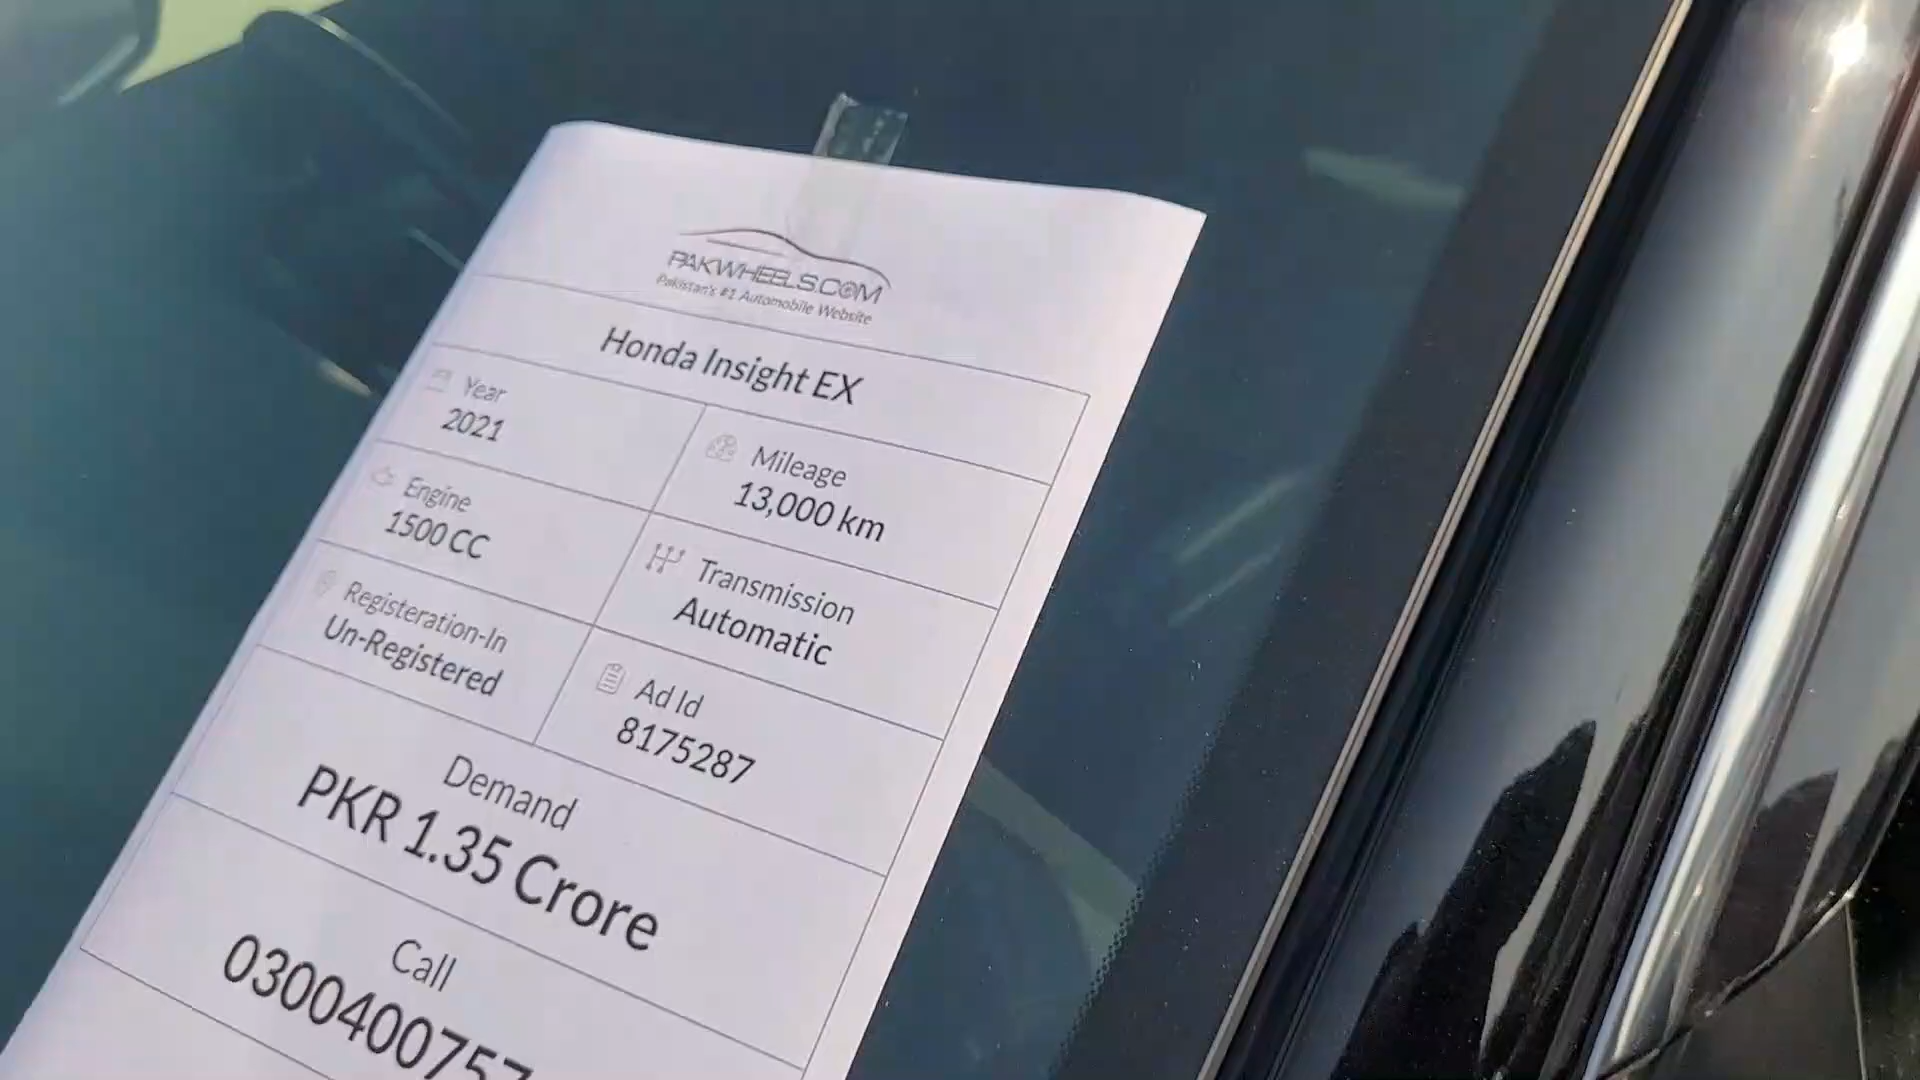 PAKWHEELS.COM
Pakistan's #1 Automobile Website
Honda Insight EX
Year
2021
Mileage
13,000 km
Engine
1500 CC
Transmission
Automatic
Registeration-In
Un-Registered
Ad Id
8175287
Demand
PKR 1.35 Crore
Call
0300400757